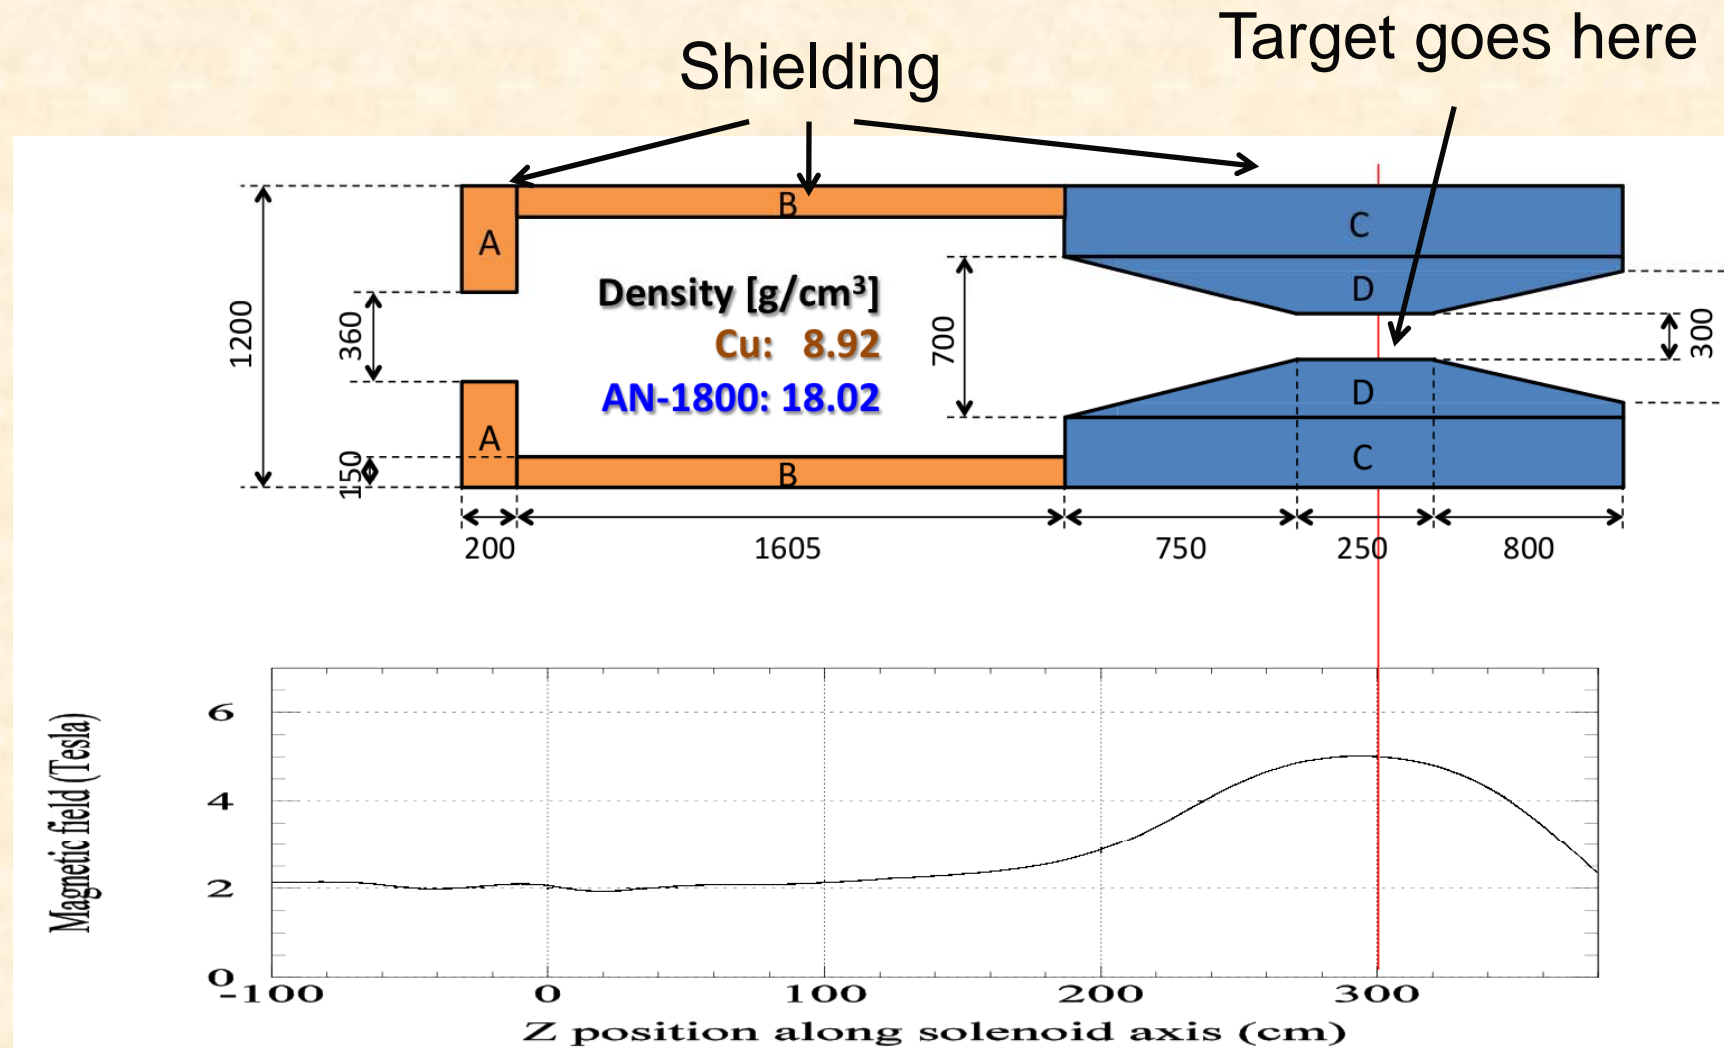 Target goes here
Shielding
B
A
C
D
Density [g/cm³]
Cu: 8.92
AN-1800: 18.02
1200
360
700
300
D
A
C
150
B
200
1605
750
250
800
Magnetic field (Tesla)
6
4
2
0
-100
0
100
200
300
Z position along solenoid axis (cm)